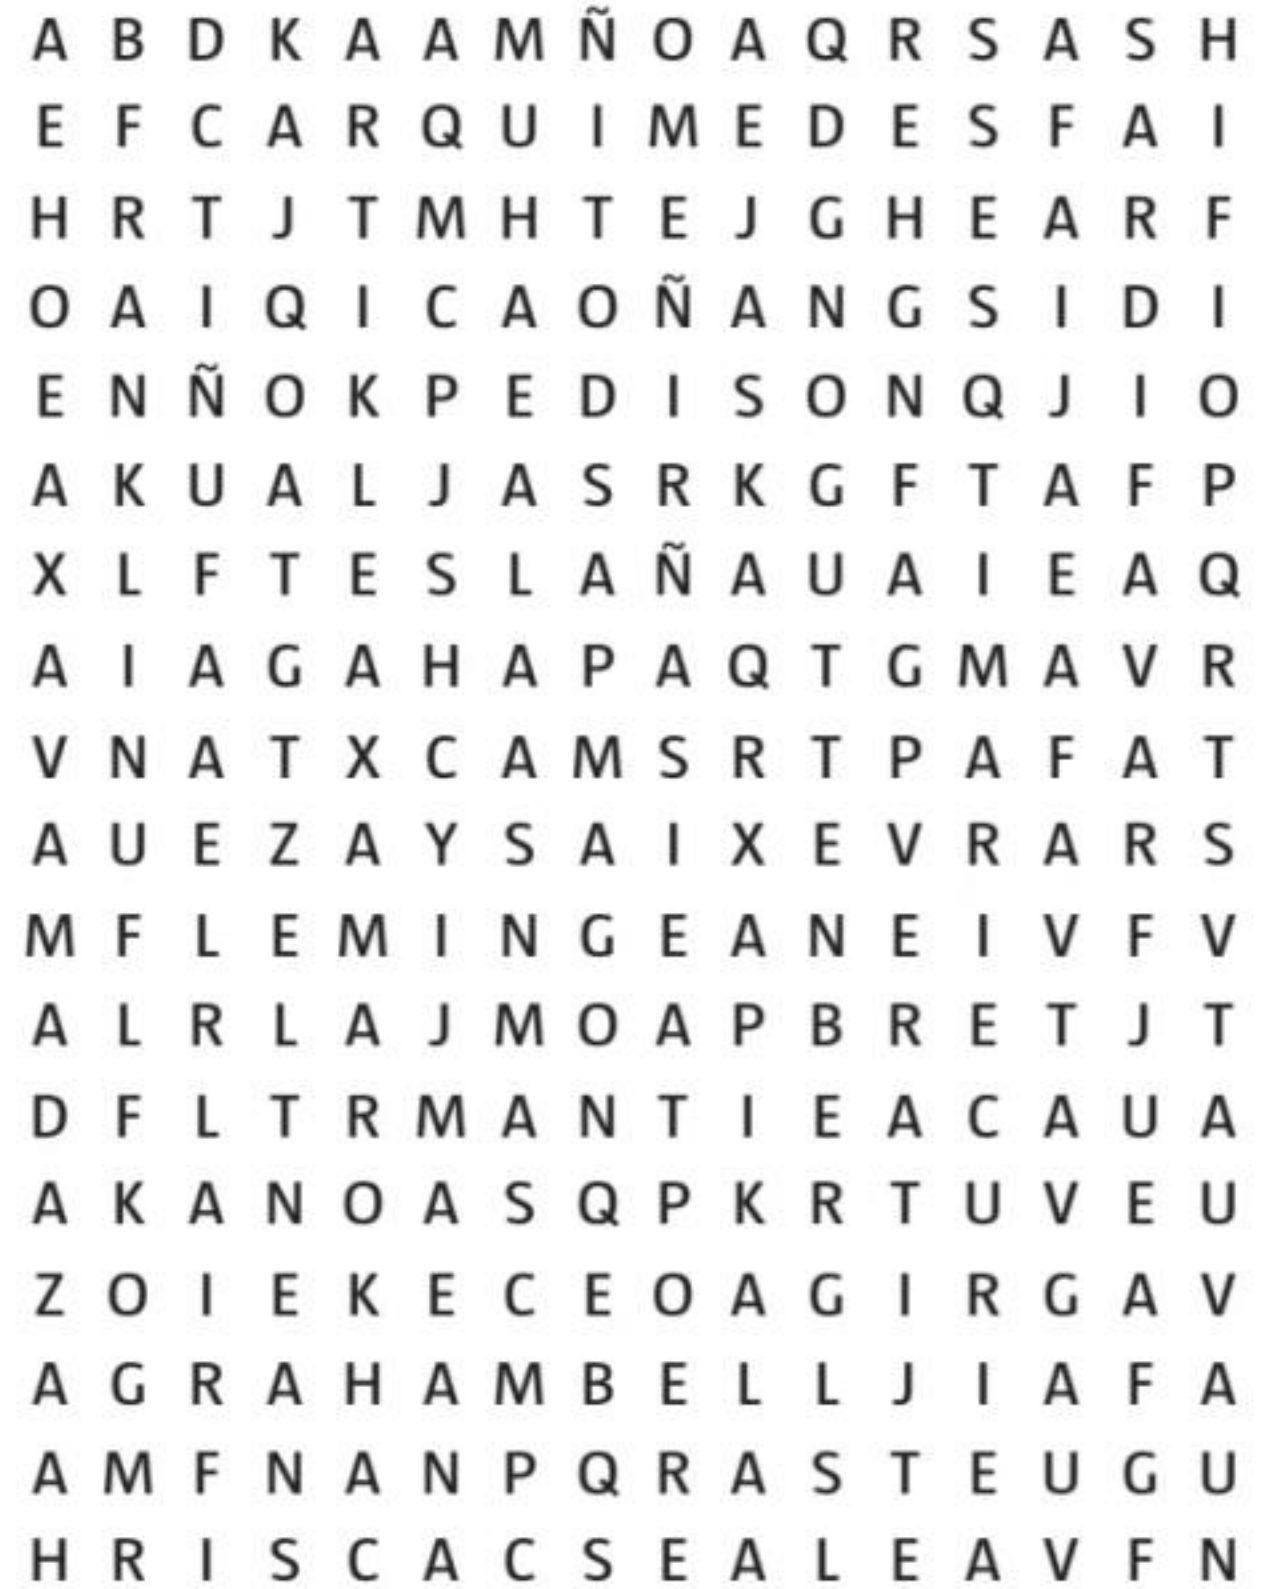 A B D K A A M Ñ O A Q R S A S H
E F C A R Q U I M E D E S F A I
H R T J T M H T E J G H E A R F
O A I Q I C A O Ñ A N G S I D I
E N Ñ O K P E D I S O N Q J I O
A K U A L J A S R K G F T A F P
X L F T E S L A Ñ A U A I E A Q
A I A G A H A P A Q T G M A V R
V N A T X C A M S R T P A F A T
A U E Z A Y S A I X E V R A R S
M F L E M I N G E A N E I V F V
A L R L A J M O A P B R E T J T
D F L T R M A N T I E A C A U A
A K A N O A S Q P K R T U V E U
Z O I E K E C E O A G I R G A V
A G R A H A M B E L L J I A F A
A M F N A N P Q R A S T E U G U
H R I S C A C S E A L E A V F N